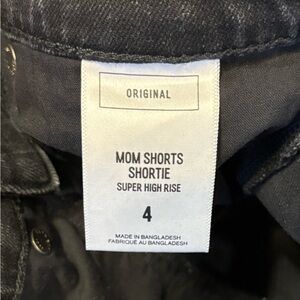 ORIGINAL
MOM SHORTS
SHORTIE
SUPER HIGH RISE
4
MADE IN BANGLADESH
FABRIQUÉ AU BANGLADESH